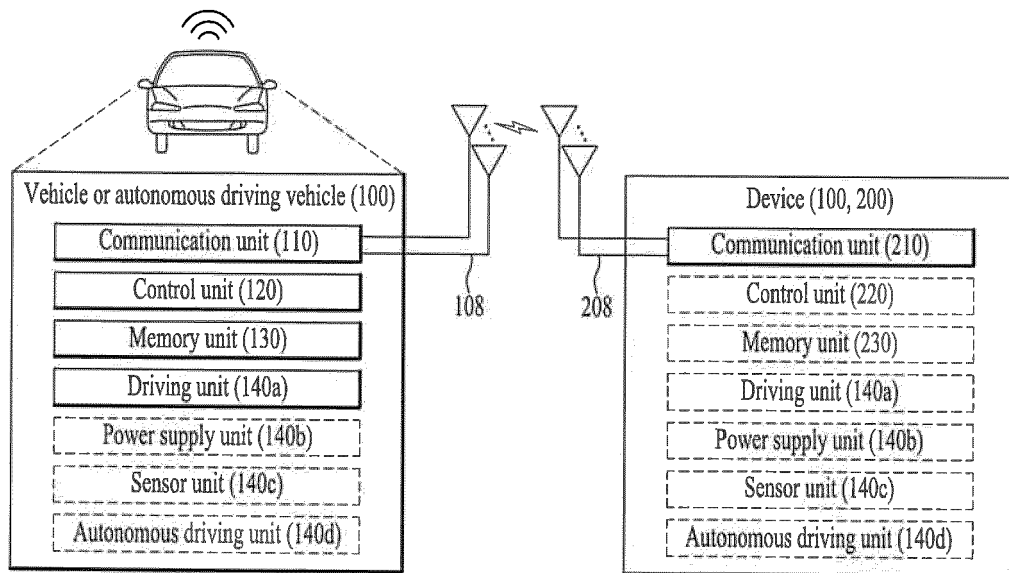 Vehicle or autonomous driving vehicle (100)
Communication unit (110)
Control unit (120)
Memory unit (130)
Driving unit (140a)
Power supply unit (140b)
Sensor unit (140c)
Autonomous driving unit (140d)
108
208
Device (100, 200)
Communication unit (210)
Control unit (220)
Memory unit (230)
Driving unit (140a)
Power supply unit (140b)
Sensor unit (140c)
Autonomous driving unit (140d)